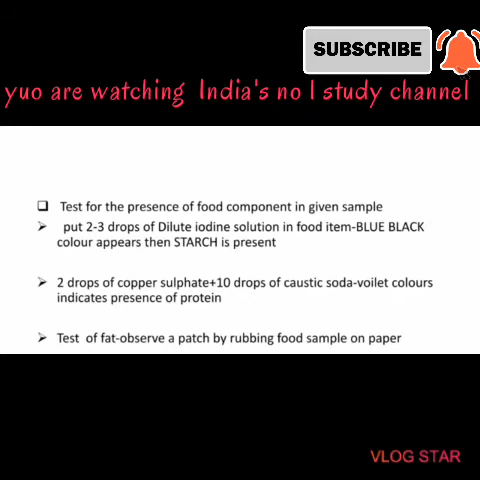 SUBSCRIBE
yuo are watching India's no 1 study channel
Test for the presence of food component in given sample
put 2-3 drops of Dilute iodine solution in food item-BLUE BLACK
colour appears then STARCH is present
2 drops of copper sulphate+10 drops of caustic soda-voilet colours
indicates presence of protein
Test of fat-observe a patch by rubbing food sample on paper
VLOG STAR